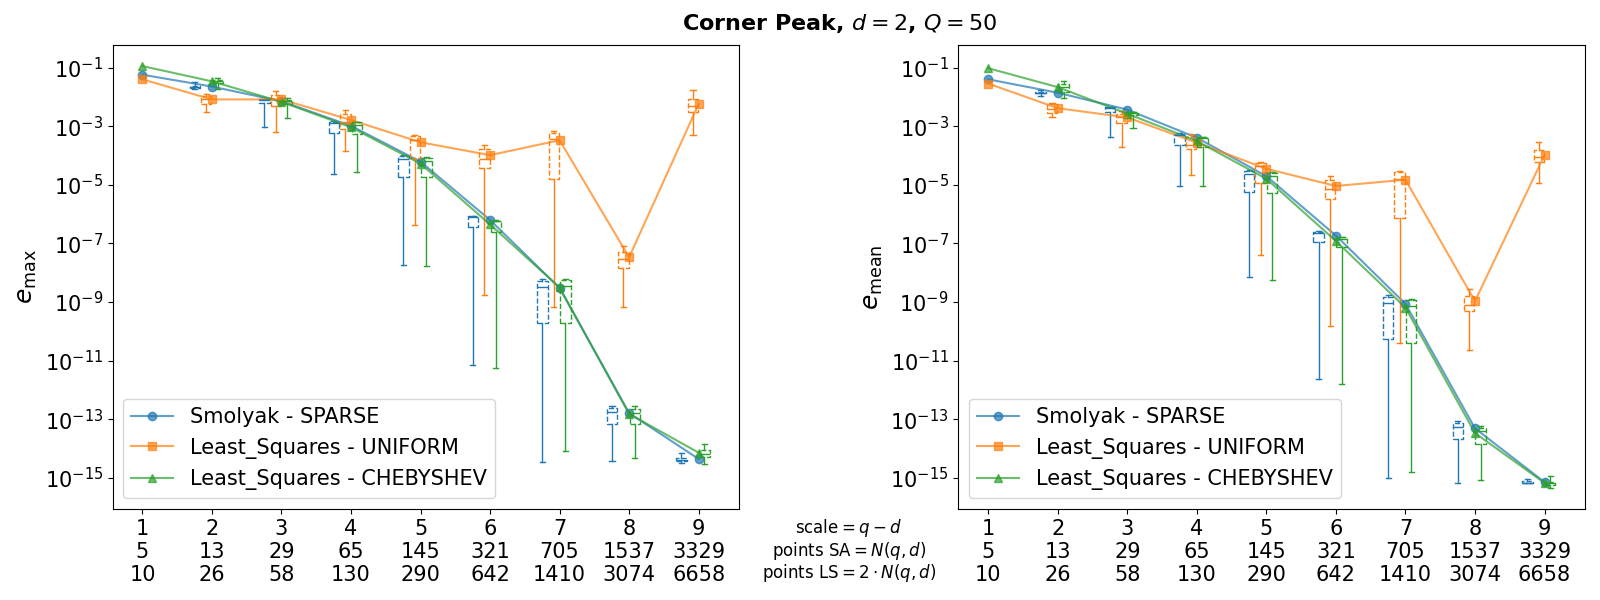 Corner Peak, d = 2, Q = 50
e_max
10^{-1}
10^{-3}
10^{-5}
10^{-7}
10^{-9}
10^{-11}
10^{-13}
10^{-15}
Smolyak - SPARSE
Least_Squares - UNIFORM
Least_Squares - CHEBYSHEV
1 2 3 4 5 6 7 8 9
5 13 29 65 145 321 705 1537 3329
10 26 58 130 290 642 1410 3074 6658
scale = q − d
points SA = N(q, d)
points LS = 2 · N(q, d)
e_mean
10^{-1}
10^{-3}
10^{-5}
10^{-7}
10^{-9}
10^{-11}
10^{-13}
10^{-15}
Smolyak - SPARSE
Least_Squares - UNIFORM
Least_Squares - CHEBYSHEV
1 2 3 4 5 6 7 8 9
5 13 29 65 145 321 705 1537 3329
10 26 58 130 290 642 1410 3074 6658